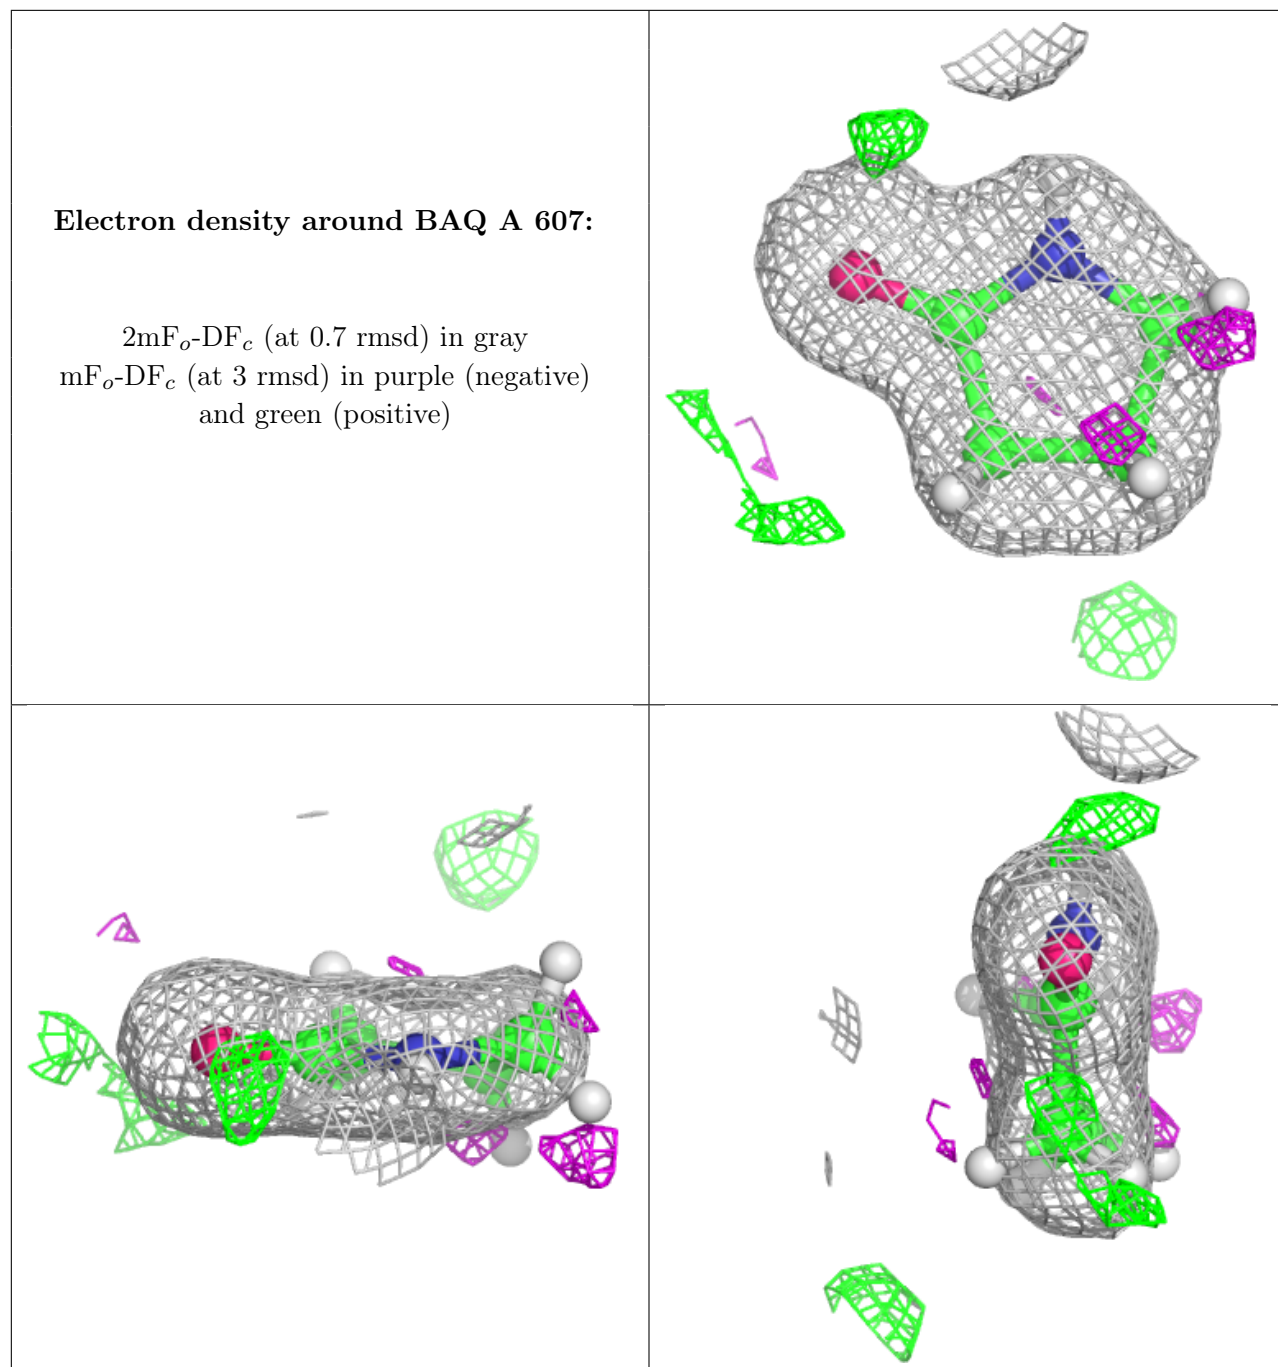 Electron density around BAQ A 607:
2mFo-DFc (at 0.7 rmsd) in gray
mFo-DFc (at 3 rmsd) in purple (negative)
and green (positive)